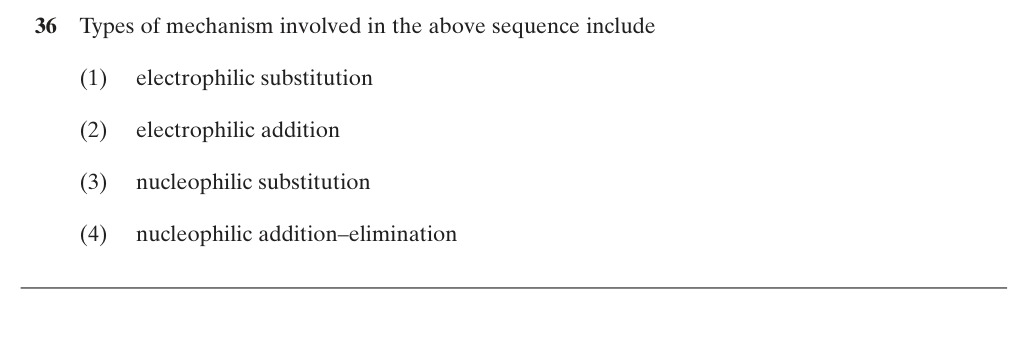 36 Types of mechanism involved in the above sequence include
(1) electrophilic substitution
(2) electrophilic addition
(3) nucleophilic substitution
(4) nucleophilic addition–elimination